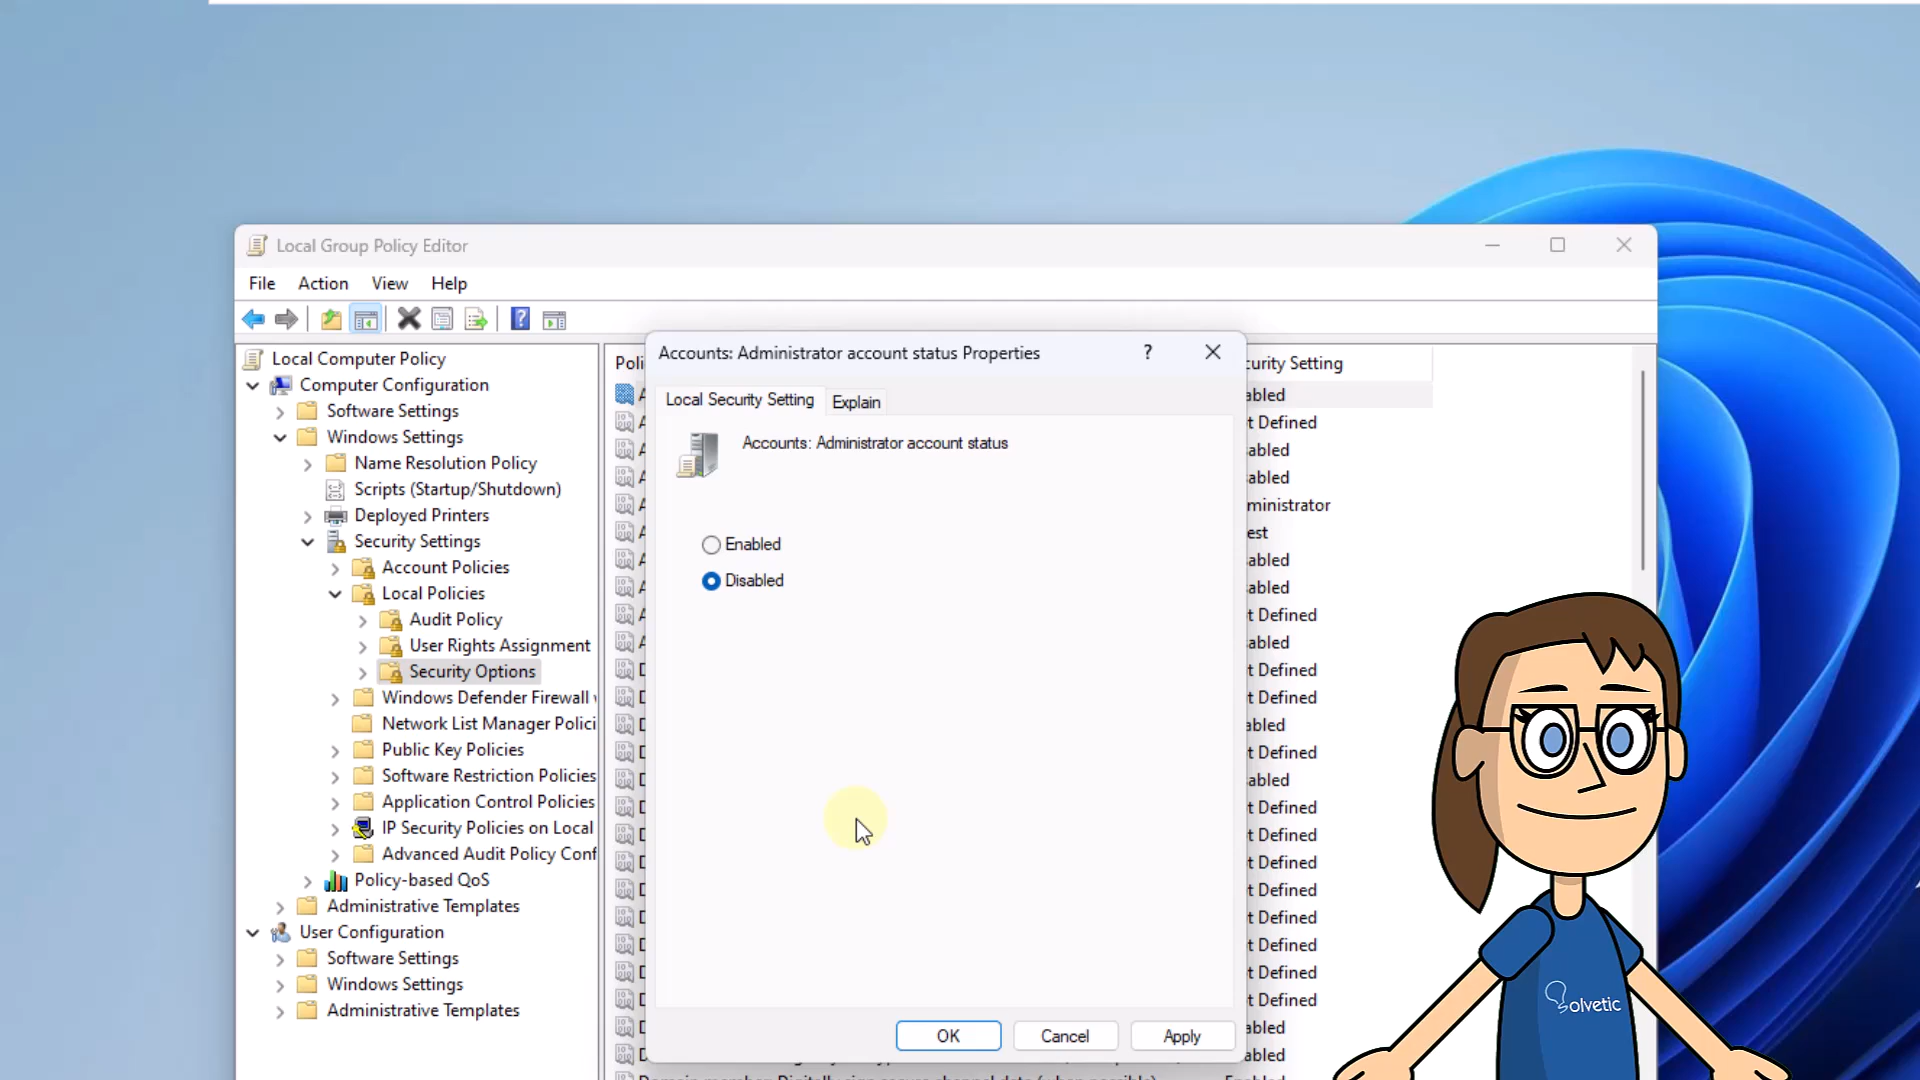 Local Group Policy Editor
File Action View Help
Local Computer Policy
Computer Configuration
Software Settings
Windows Settings
Name Resolution Policy
Scripts (Startup/Shutdown)
Deployed Printers
Security Settings
Account Policies
Local Policies
Audit Policy
User Rights Assignment
Security Options
Windows Defender Firewall
Network List Manager Polici
Public Key Policies
Software Restriction Policies
Application Control Policies
IP Security Policies on Local
Advanced Audit Policy Conf
Policy-based QoS
Administrative Templates
User Configuration
Software Settings
Windows Settings
Administrative Templates
Poli
Accounts: Administrator account status Properties
?
Local Security Setting
Explain
Accounts: Administrator account status
Enabled
Disabled
OK
Cancel
Apply
curity Setting
abled
t Defined
abled
abled
ministrator
est
abled
abled
t Defined
abled
t Defined
t Defined
abled
t Defined
abled
t Defined
t Defined
t Defined
t Defined
t Defined
t Defined
t Defined
t Defined
abled
abled
Solvetic